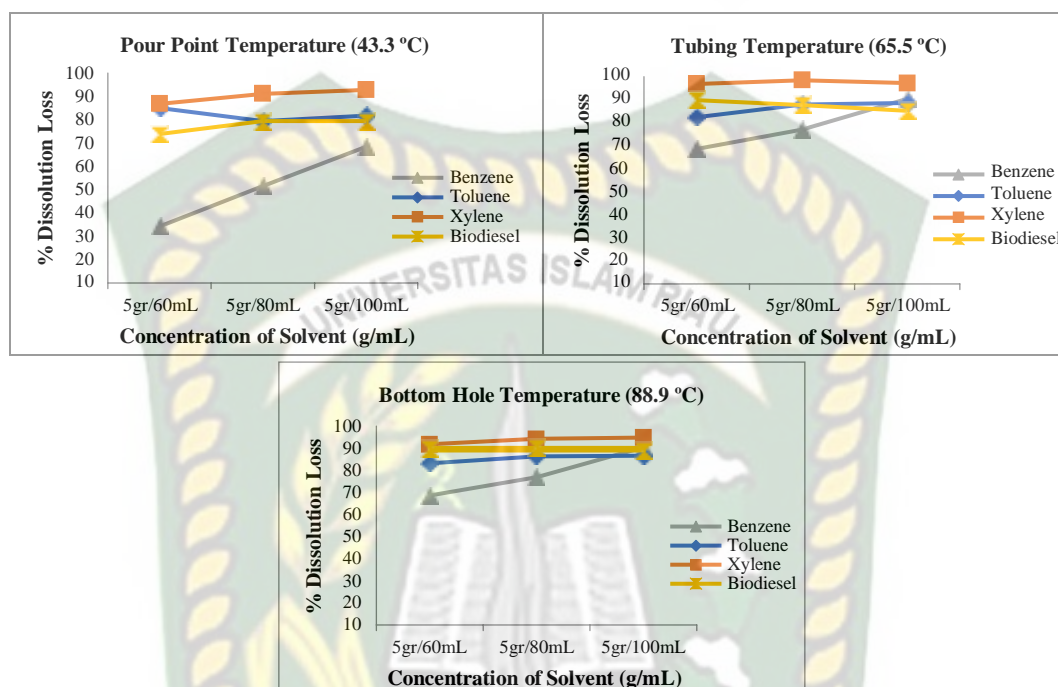 Pour Point Temperature (43.3 ºC)
% Dissolution Loss
100
90
80
70
60
50
40
30
20
10
5gr/60mL 5gr/80mL 5gr/100mL
Concentration of Solvent (g/mL)
Benzene
Toluene
Xylene
Biodiesel
Tubing Temperature (65.5 ºC)
% Dissolution Loss
100
90
80
70
60
50
40
30
20
10
5gr/60mL 5gr/80mL 5gr/100mL
Concentration of Solvent (g/mL)
Benzene
Toluene
Xylene
Biodiesel
UNIVERSITAS ISLAM RIAU
Bottom Hole Temperature (88.9 ºC)
% Dissolution Loss
100
90
80
70
60
50
40
30
20
10
5gr/60mL 5gr/80mL 5gr/100mL
Concentration of Solvent (g/mL)
Benzene
Toluene
Xylene
Biodiesel